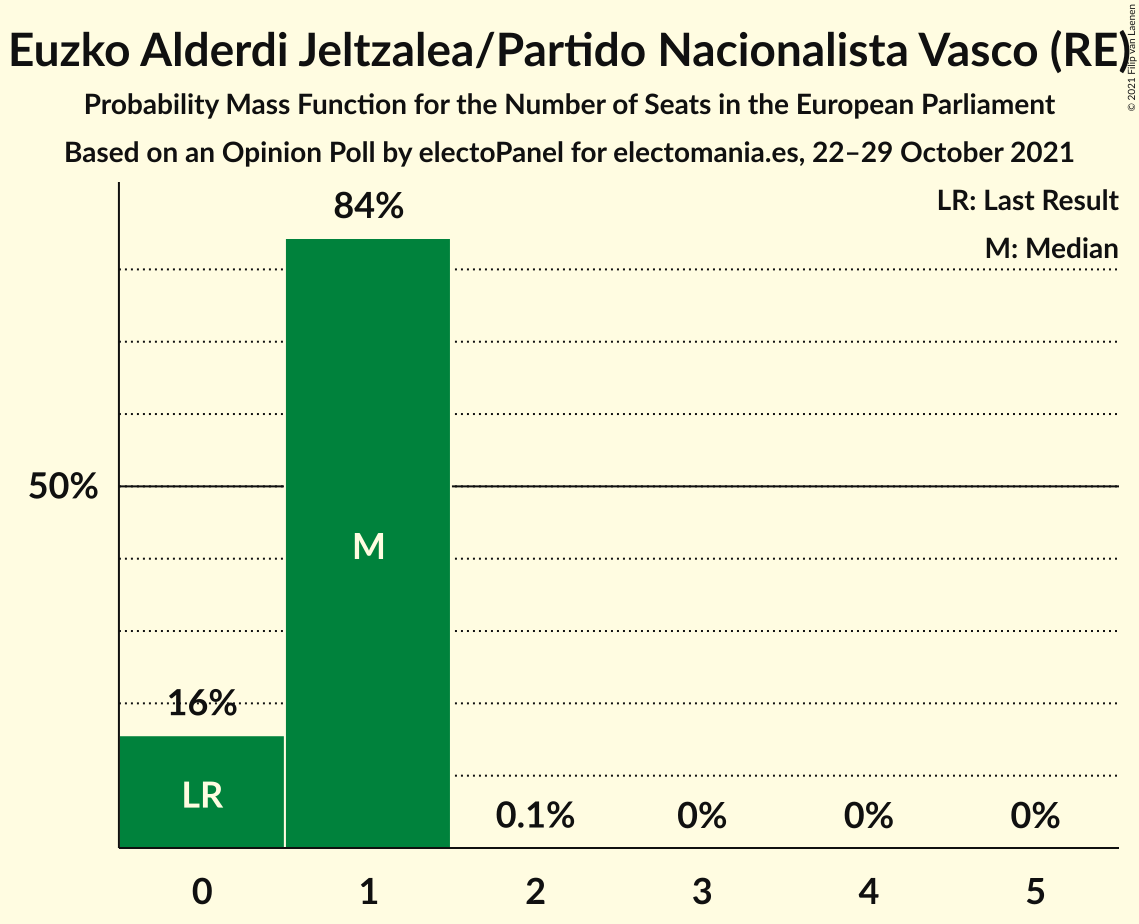 Euzko Alderdi Jeltzalea/Partido Nacionalista Vasco (RE)
© 2021 Filip van Laenen
Probability Mass Function for the Number of Seats in the European Parliament
Based on an Opinion Poll by electoPanel for electomania.es, 22–29 October 2021
LR: Last Result
M: Median
84%
50%
M
16%
LR
0.1%
0%
0%
0%
0
1
2
3
4
5